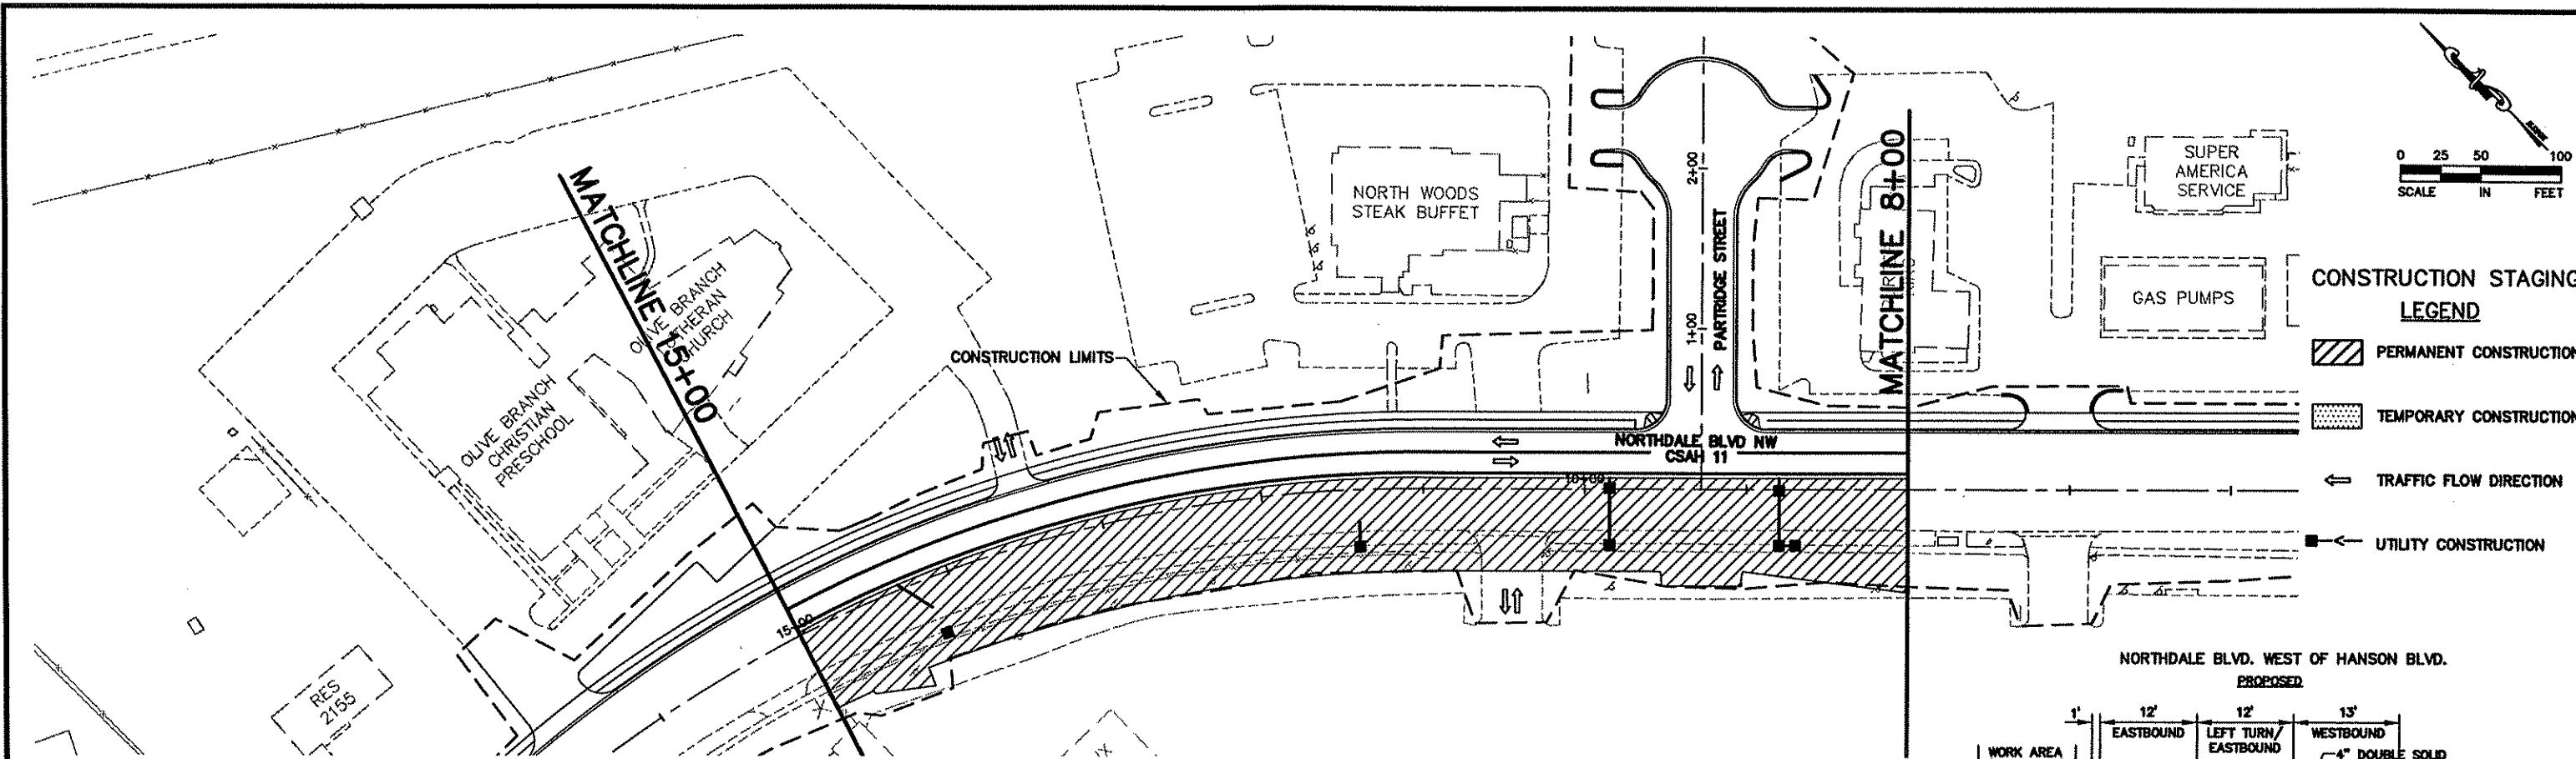 MATCHLINE 15+00
OLIVE BRANCH
CHRISTIAN
PRESCHOOL
OLIVE BRANCH
LUTHERAN
CHURCH
RES
2155
15+00
CONSTRUCTION LIMITS
NORTH WOODS
STEAK BUFFET
2+00
1+00
PARTRIDGE STREET
NORTHDALE BLVD NW
CSAH 11
10+00
MATCHLINE 8+00
SUPER
AMERICA
SERVICE
GAS PUMPS
0 25 50 100
SCALE IN FEET
CONSTRUCTION STAGING
LEGEND
PERMANENT CONSTRUCTION
TEMPORARY CONSTRUCTION
TRAFFIC FLOW DIRECTION
UTILITY CONSTRUCTION
NORTHDALE BLVD. WEST OF HANSON BLVD.
PROPOSED
1' 12' 12' 13'
EASTBOUND
LEFT TURN/
EASTBOUND
WESTBOUND
WORK AREA
4" DOUBLE SOLID